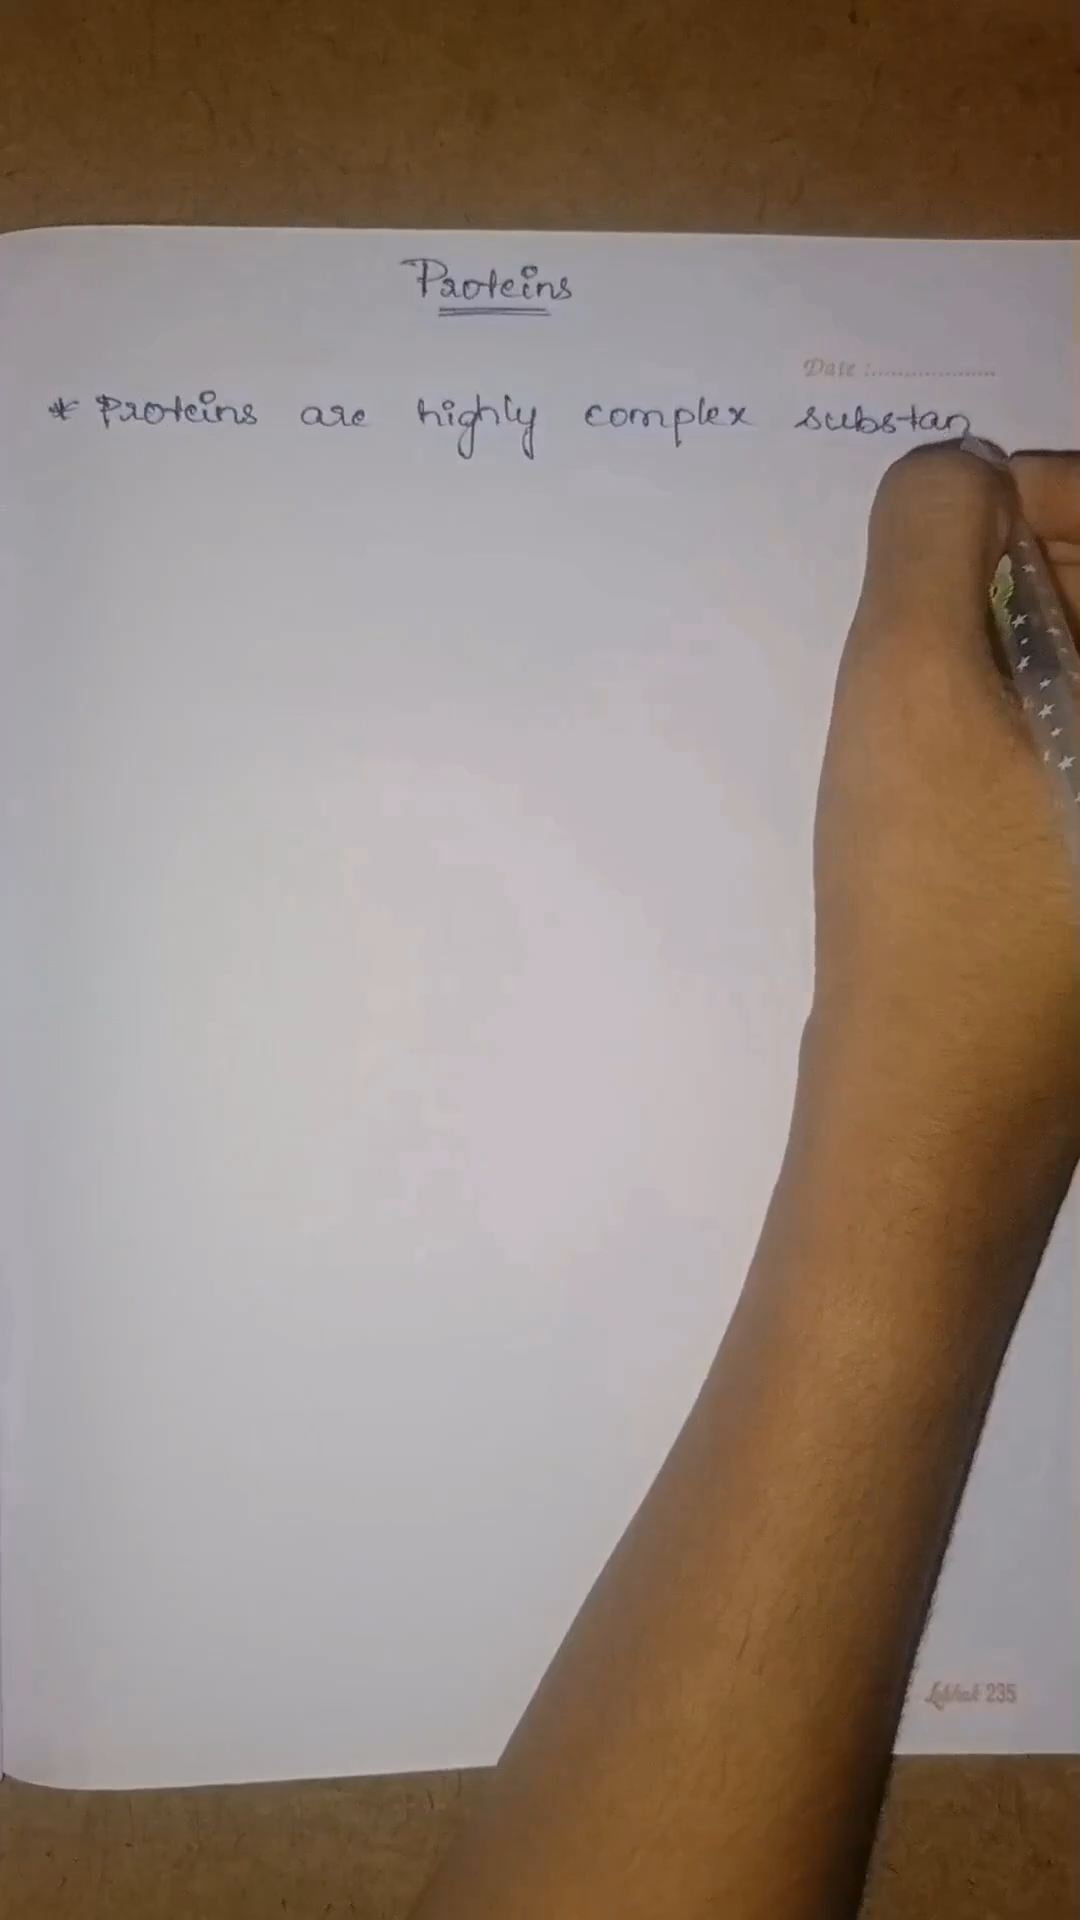 Proteins
Date :....................
* Proteins are highly complex substan
Lekhak 235